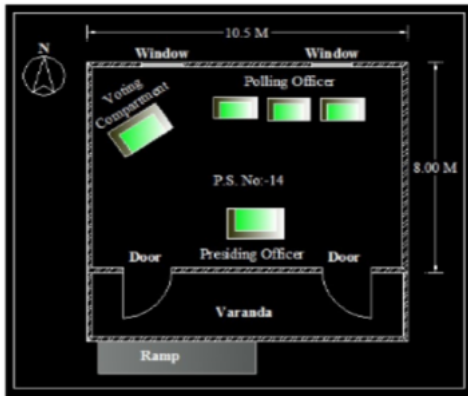 10.5 M
N
Window
Window
Voting
Compartment
Polling Officer
8.00 M
P.S. No:-14
Presiding Officer
Door
Door
Varanda
Ramp